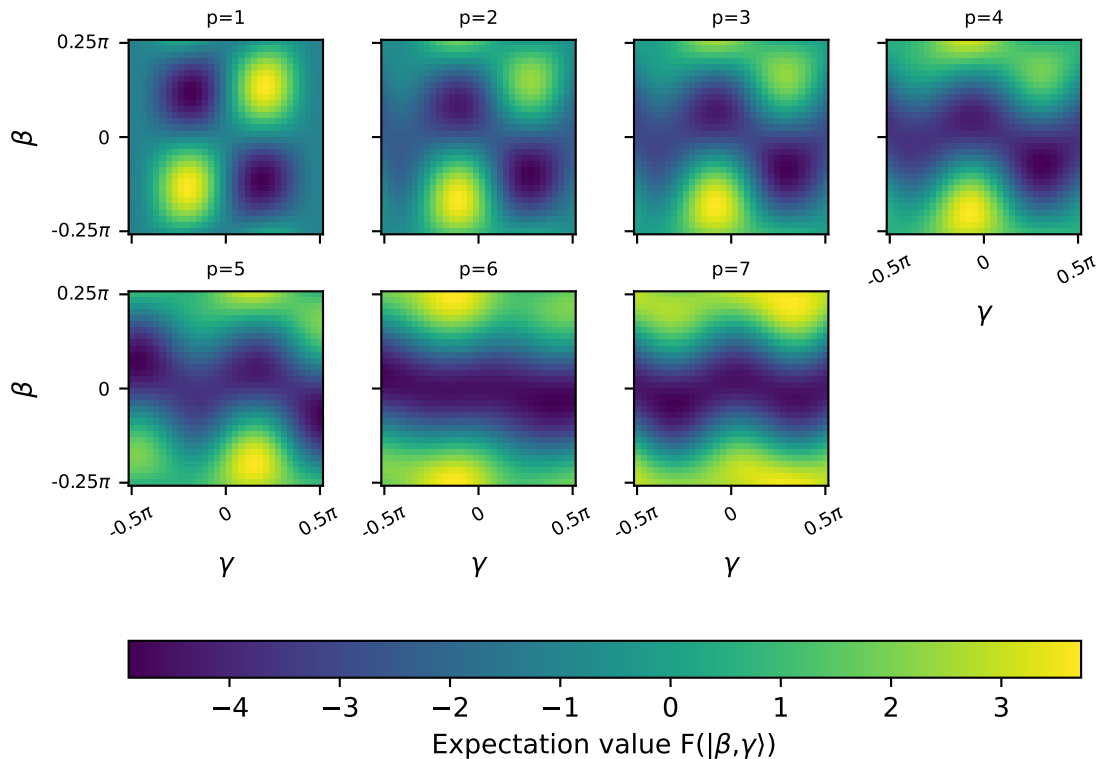 p=1
p=2
p=3
p=4
0.25π
β
0
-0.25π
-0.5π
0
0.5π
γ
p=5
p=6
p=7
0.25π
β
0
-0.25π
-0.5π
0
0.5π
-0.5π
0
0.5π
-0.5π
0
0.5π
γ
γ
γ
−4
−3
−2
−1
0
1
2
3
Expectation value F(|β,γ⟩)